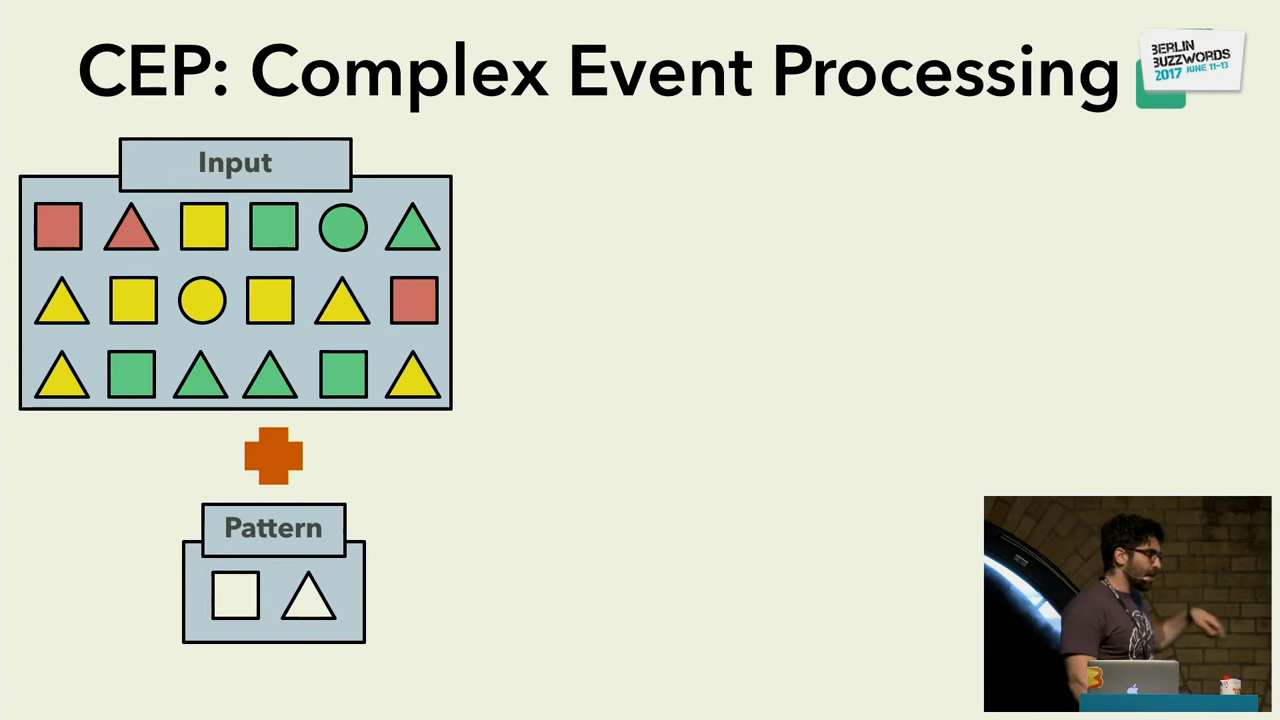 CEP: Complex Event Processing
BERLIN
BUZZWORDS
2017 JUNE 11-13
Input
Pattern